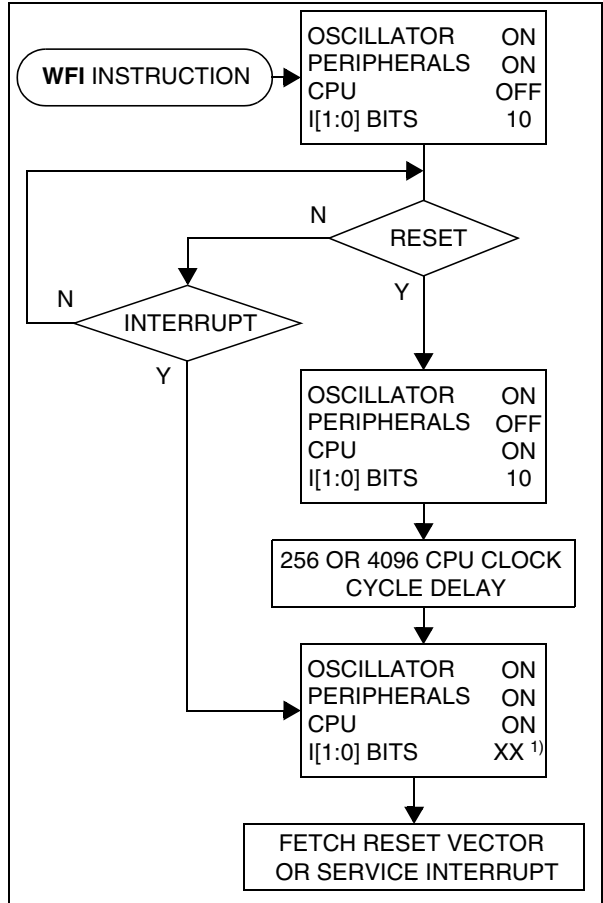 WFI INSTRUCTION
OSCILLATOR ON
PERIPHERALS ON
CPU OFF
I[1:0] BITS 10
N
RESET
Y
N
INTERRUPT
Y
OSCILLATOR ON
PERIPHERALS OFF
CPU ON
I[1:0] BITS 10
256 OR 4096 CPU CLOCK
CYCLE DELAY
OSCILLATOR ON
PERIPHERALS ON
CPU ON
I[1:0] BITS XX 1)
FETCH RESET VECTOR
OR SERVICE INTERRUPT